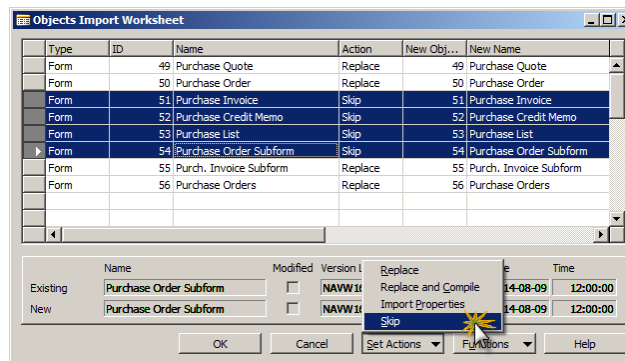 Objects Import Worksheet
Type ID Name Action New Obj... New Name
Form 49 Purchase Quote Replace 49 Purchase Quote
Form 50 Purchase Order Replace 50 Purchase Order
Form 51 Purchase Invoice Skip 51 Purchase Invoice
Form 52 Purchase Credit Memo Skip 52 Purchase Credit Memo
Form 53 Purchase List Skip 53 Purchase List
Form 54 Purchase Order Subform Skip 54 Purchase Order Subform
Form 55 Purch. Invoice Subform Replace 55 Purch. Invoice Subform
Form 56 Purchase Orders Replace 56 Purchase Orders
Name Modified Version Time
Existing Purchase Order Subform 14-08-09 12:00:00
New Purchase Order Subform 14-08-09 12:00:00
Replace
Replace and Compile
Import Properties
Skip
OK Cancel Set Actions Functions Help